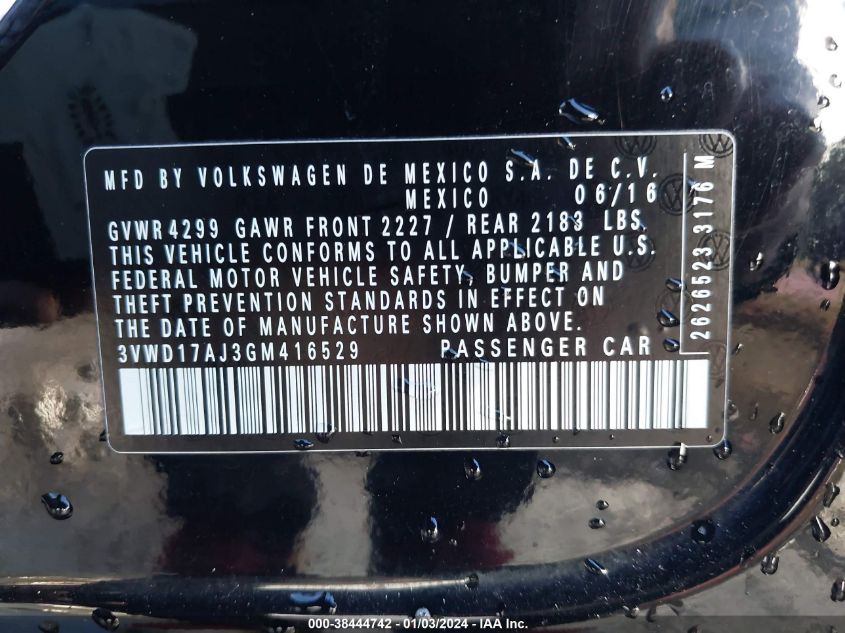 MFD BY VOLKSWAGEN DE MEXICO S.A. DE C.V.
MEXICO 06/16
GVWR 4299 GAWR FRONT 2227 / REAR 2183 LBS.
THIS VEHICLE CONFORMS TO ALL APPLICABLE U.S.
FEDERAL MOTOR VEHICLE SAFETY, BUMPER AND
THEFT PREVENTION STANDARDS IN EFFECT ON
THE DATE OF MANUFACTURE SHOWN ABOVE.
3VWD17AJ3GM416529 PASSENGER CAR
2626523 3176 M
000-38444742 - 01/03/2024 - IAA Inc.